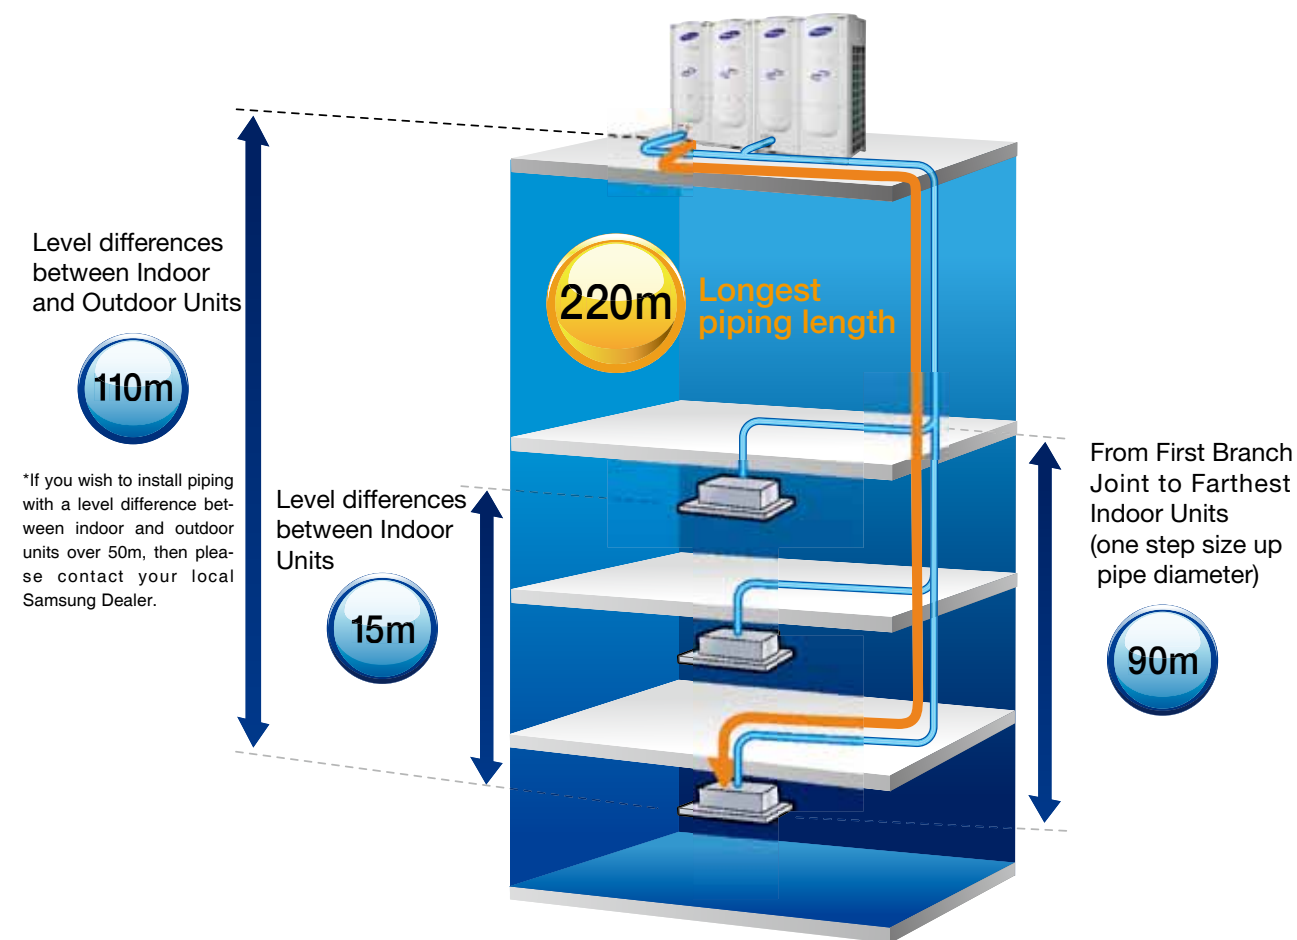 Level differences
between Indoor
and Outdoor Units
110m
*If you wish to install piping
with a level difference bet-
ween indoor and outdoor
units over 50m, then plea-
se contact your local
Samsung Dealer.
Level differences
between Indoor
Units
15m
220m
Longest
piping length
From First Branch
Joint to Farthest
Indoor Units
(one step size up
pipe diameter)
90m